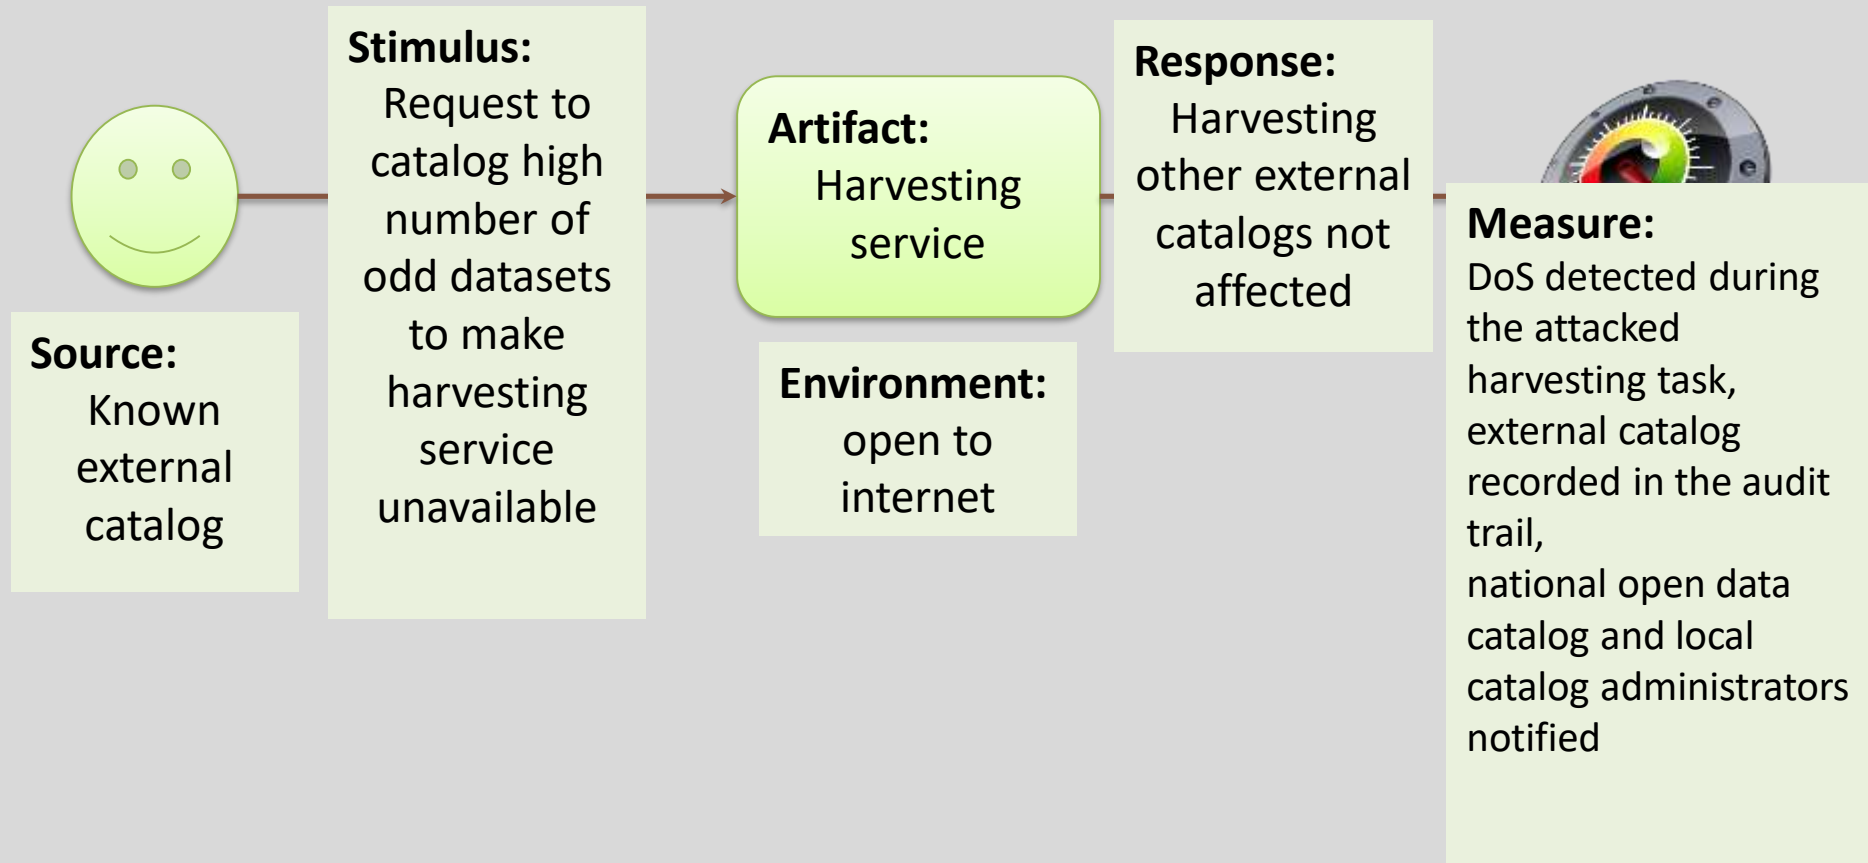 Source:
Known
external
catalog
Stimulus:
Request to
catalog high
number of
odd datasets
to make
harvesting
service
unavailable
Artifact:
Harvesting
service
Environment:
open to
internet
Response:
Harvesting
other external
catalogs not
affected
Measure:
DoS detected during
the attacked
harvesting task,
external catalog
recorded in the audit
trail,
national open data
catalog and local
catalog administrators
notified